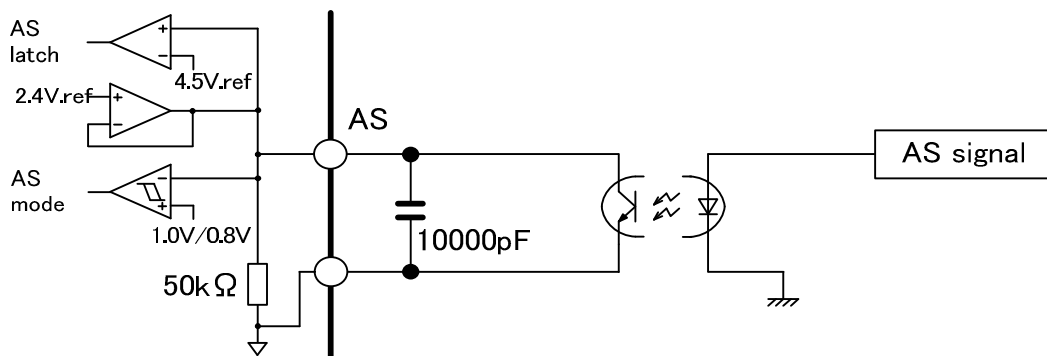 AS
latch
+
−
4.5V.ref
2.4V.ref
+
−
AS
AS signal
AS
mode
−
+
1.0V/0.8V
10000pF
50kΩ